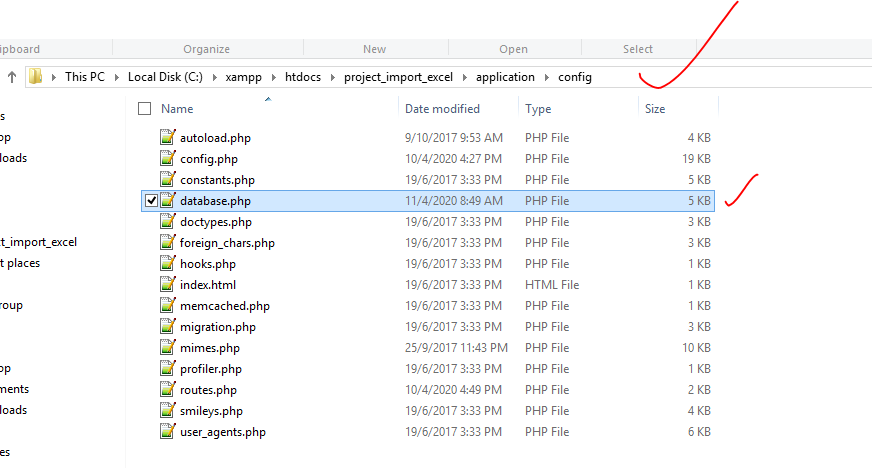 ipboard Organize New Open Select
This PC Local Disk (C:) xampp htdocs project_import_excel application config
Name Date modified Type Size
s
op
loads
ct_import_excel
t places
roup
op
ments
loads
es
autoload.php 9/10/2017 9:53 AM PHP File 4 KB
config.php 10/4/2020 4:27 PM PHP File 19 KB
constants.php 19/6/2017 3:33 PM PHP File 5 KB
database.php 11/4/2020 8:49 AM PHP File 5 KB
doctypes.php 19/6/2017 3:33 PM PHP File 3 KB
foreign_chars.php 19/6/2017 3:33 PM PHP File 3 KB
hooks.php 19/6/2017 3:33 PM PHP File 1 KB
index.html 19/6/2017 3:33 PM HTML File 1 KB
memcached.php 19/6/2017 3:33 PM PHP File 1 KB
migration.php 19/6/2017 3:33 PM PHP File 3 KB
mimes.php 25/9/2017 11:43 PM PHP File 10 KB
profiler.php 19/6/2017 3:33 PM PHP File 1 KB
routes.php 10/4/2020 4:49 PM PHP File 2 KB
smileys.php 19/6/2017 3:33 PM PHP File 4 KB
user_agents.php 19/6/2017 3:33 PM PHP File 6 KB